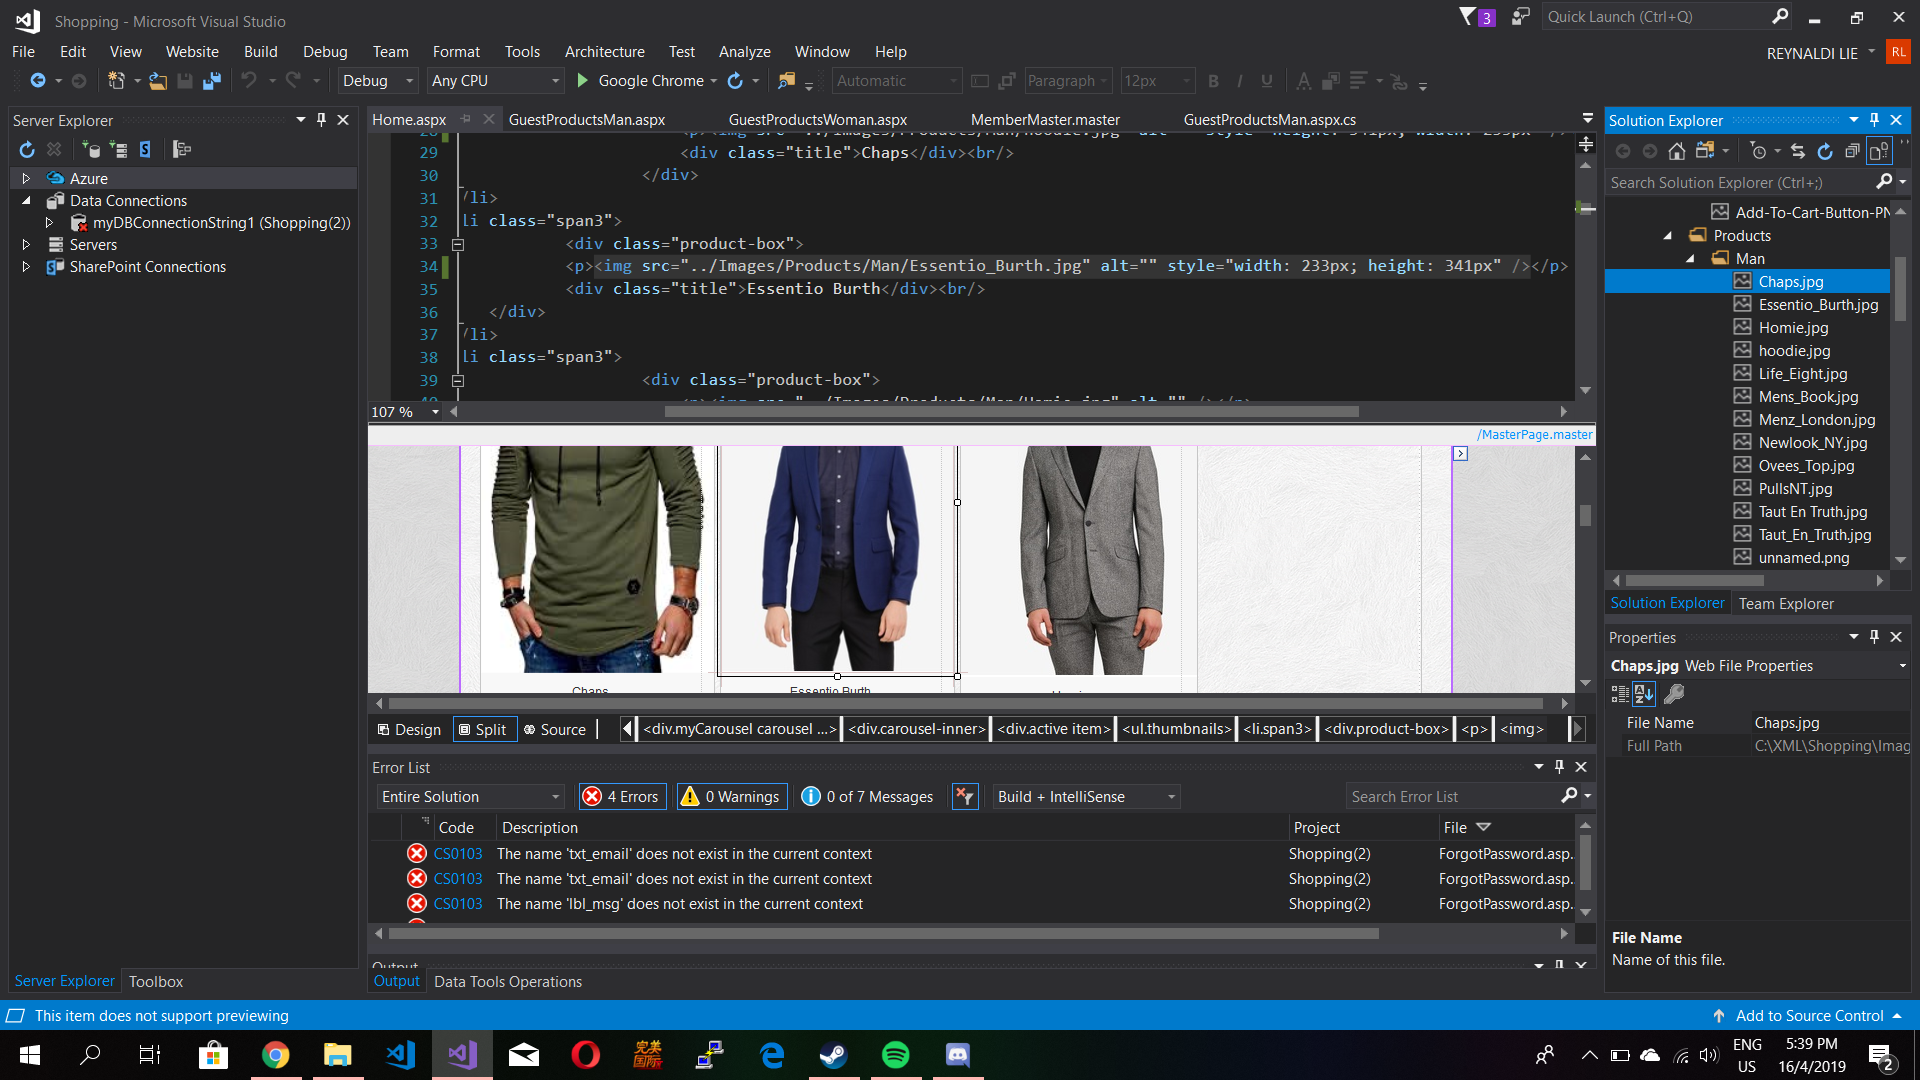 Shopping - Microsoft Visual Studio
3
Quick Launch (Ctrl+Q)
File Edit View Website Build Debug Team Format Tools Architecture Test Analyze Window Help
REYNALDI LIE RL
Debug Any CPU Google Chrome Automatic Paragraph 12px B I U A
Server Explorer
Azure
Data Connections
myDBConnectionString1 (Shopping(2))
Servers
SharePoint Connections
Server Explorer Toolbox
Home.aspx GuestProductsMan.aspx GuestProductsWoman.aspx MemberMaster.master GuestProductsMan.aspx.cs
29 <div class="title">Chaps</div><br/>
30 </div>
31 /li>
32 li class="span3">
33 <div class="product-box">
34 <p><img src="../Images/Products/Man/Essentio_Burth.jpg" alt="" style="width: 233px; height: 341px" /></p>
35 <div class="title">Essentio Burth</div><br/>
36 </div>
37 /li>
38 li class="span3">
39 <div class="product-box">
107 %
/MasterPage.master
Chaps Essentio Burth
Design Split Source <div.myCarousel carousel ...> <div.carousel-inner> <div.active item> <ul.thumbnails> <li.span3> <div.product-box> <p> <img>
Error List
Entire Solution 4 Errors 0 Warnings 0 of 7 Messages Build + IntelliSense Search Error List
Code Description Project File
CS0103 The name 'txt_email' does not exist in the current context Shopping(2) ForgotPassword.asp..
CS0103 The name 'txt_email' does not exist in the current context Shopping(2) ForgotPassword.asp..
CS0103 The name 'lbl_msg' does not exist in the current context Shopping(2) ForgotPassword.asp..
Output
Output Data Tools Operations
Solution Explorer
Search Solution Explorer (Ctrl+;)
Add-To-Cart-Button-PN
Products
Man
Chaps.jpg
Essentio_Burth.jpg
Homie.jpg
hoodie.jpg
Life_Eight.jpg
Mens_Book.jpg
Menz_London.jpg
Newlook_NY.jpg
Ovees_Top.jpg
PullsNT.jpg
Taut En Truth.jpg
Taut_En_Truth.jpg
unnamed.png
Solution Explorer Team Explorer
Properties
Chaps.jpg Web File Properties
File Name Chaps.jpg
Full Path C:\XML\Shopping\Imag
File Name
Name of this file.
This item does not support previewing
Add to Source Control
完美
国际
ENG
US
5:39 PM
16/4/2019
2